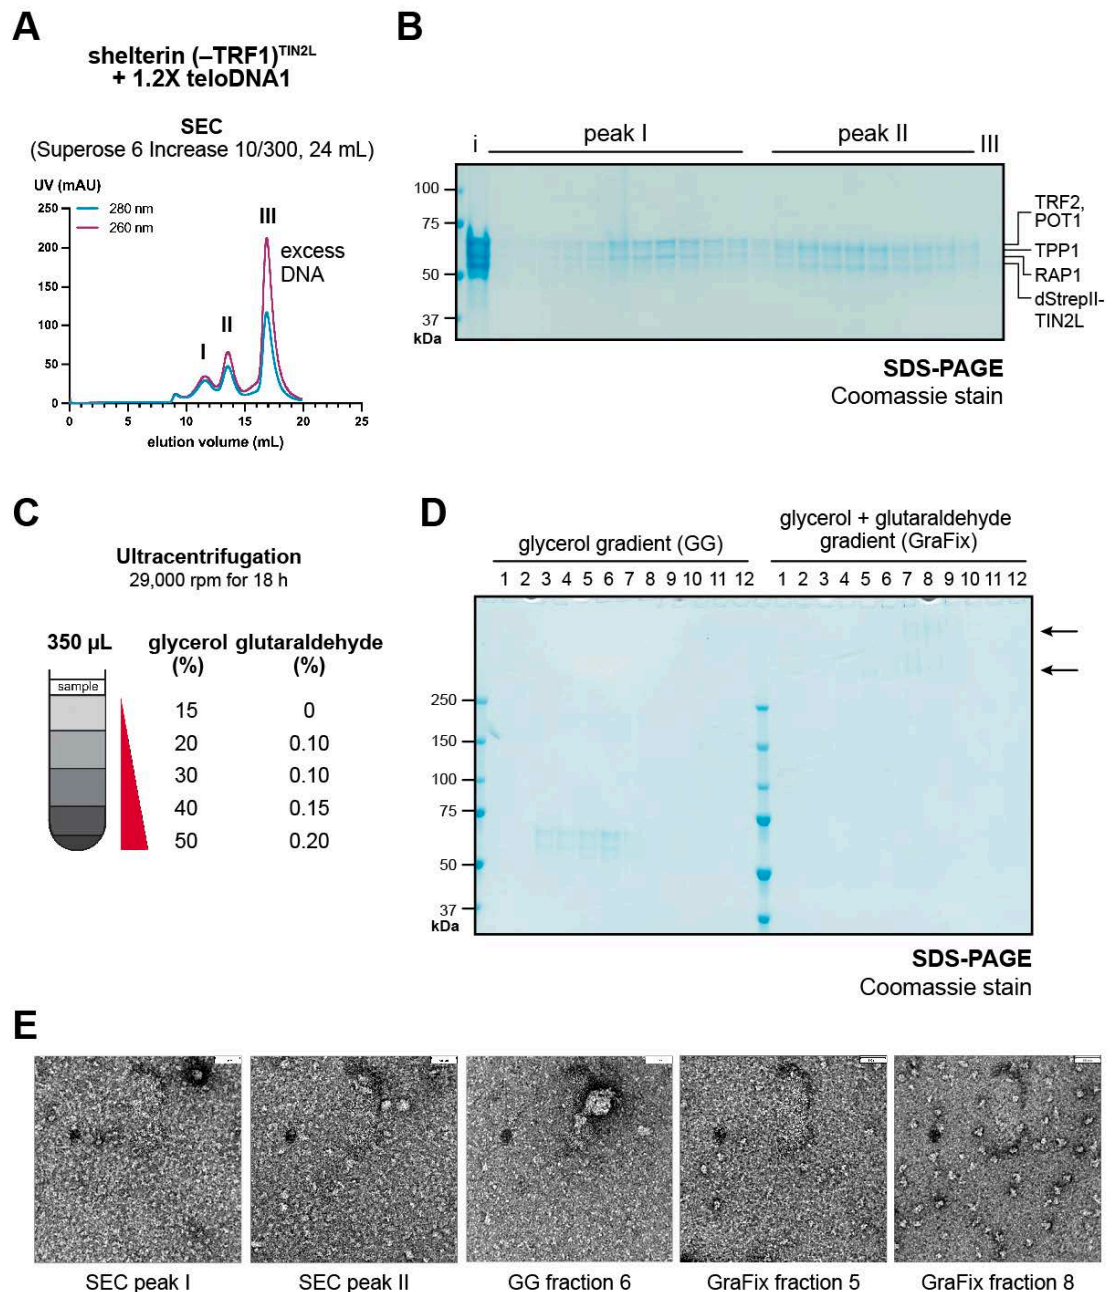 A
shelterin (–TRF1)TIN2L
+ 1.2X teloDNA1
SEC
(Superose 6 Increase 10/300, 24 mL)
UV (mAU)
250
200
150
100
50
0
280 nm
260 nm
I
II
III
excess
DNA
0 5 10 15 20 25
elution volume (mL)
B
i peak I peak II III
100
75
50
37
kDa
TRF2,
POT1
TPP1
RAP1
dStrepII-
TIN2L
SDS-PAGE
Coomassie stain
C
Ultracentrifugation
29,000 rpm for 18 h
350 µL glycerol glutaraldehyde
(%) (%)
sample
15 0
20 0.10
30 0.10
40 0.15
50 0.20
D
glycerol gradient (GG)
glycerol + glutaraldehyde
gradient (GraFix)
1 2 3 4 5 6 7 8 9 10 11 12 1 2 3 4 5 6 7 8 9 10 11 12
250
150
100
75
50
37
kDa
SDS-PAGE
Coomassie stain
E
SEC peak I
SEC peak II
GG fraction 6
GraFix fraction 5
GraFix fraction 8